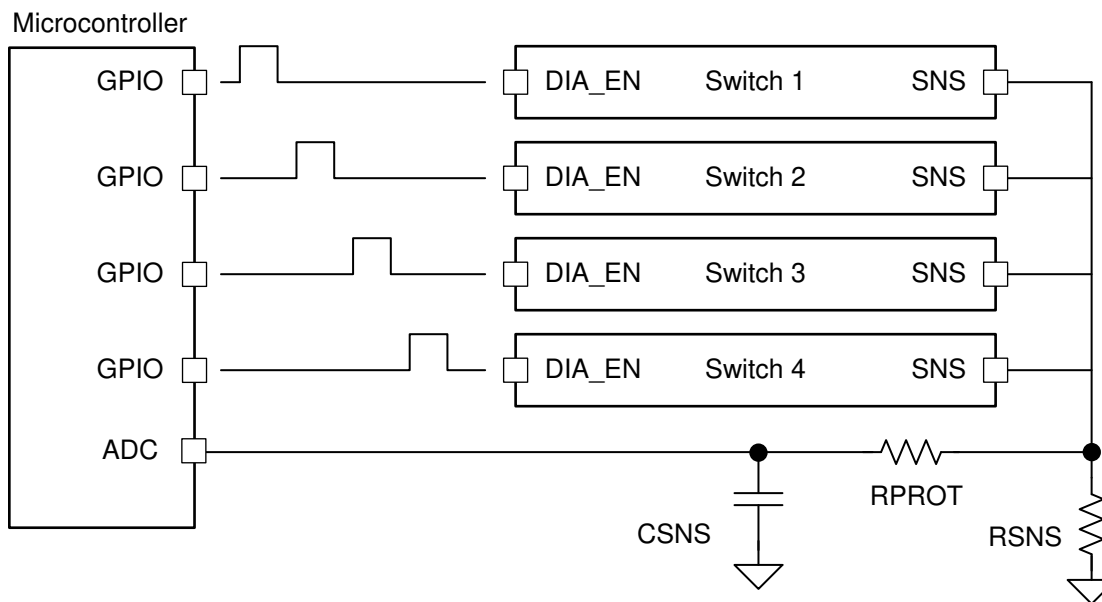 Microcontroller
GPIO DIA_EN Switch 1 SNS
GPIO DIA_EN Switch 2 SNS
GPIO DIA_EN Switch 3 SNS
GPIO DIA_EN Switch 4 SNS
ADC
RPROT
CSNS RSNS